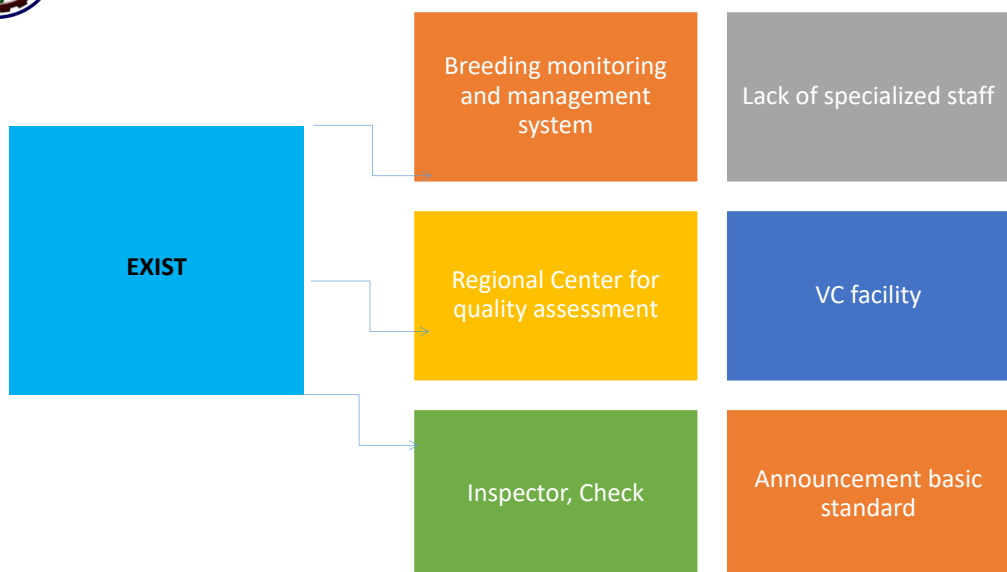 Breeding monitoring
and management
system
Lack of specialized staff
EXIST
Regional Center for
quality assessment
VC facility
Inspector, Check
Announcement basic
standard